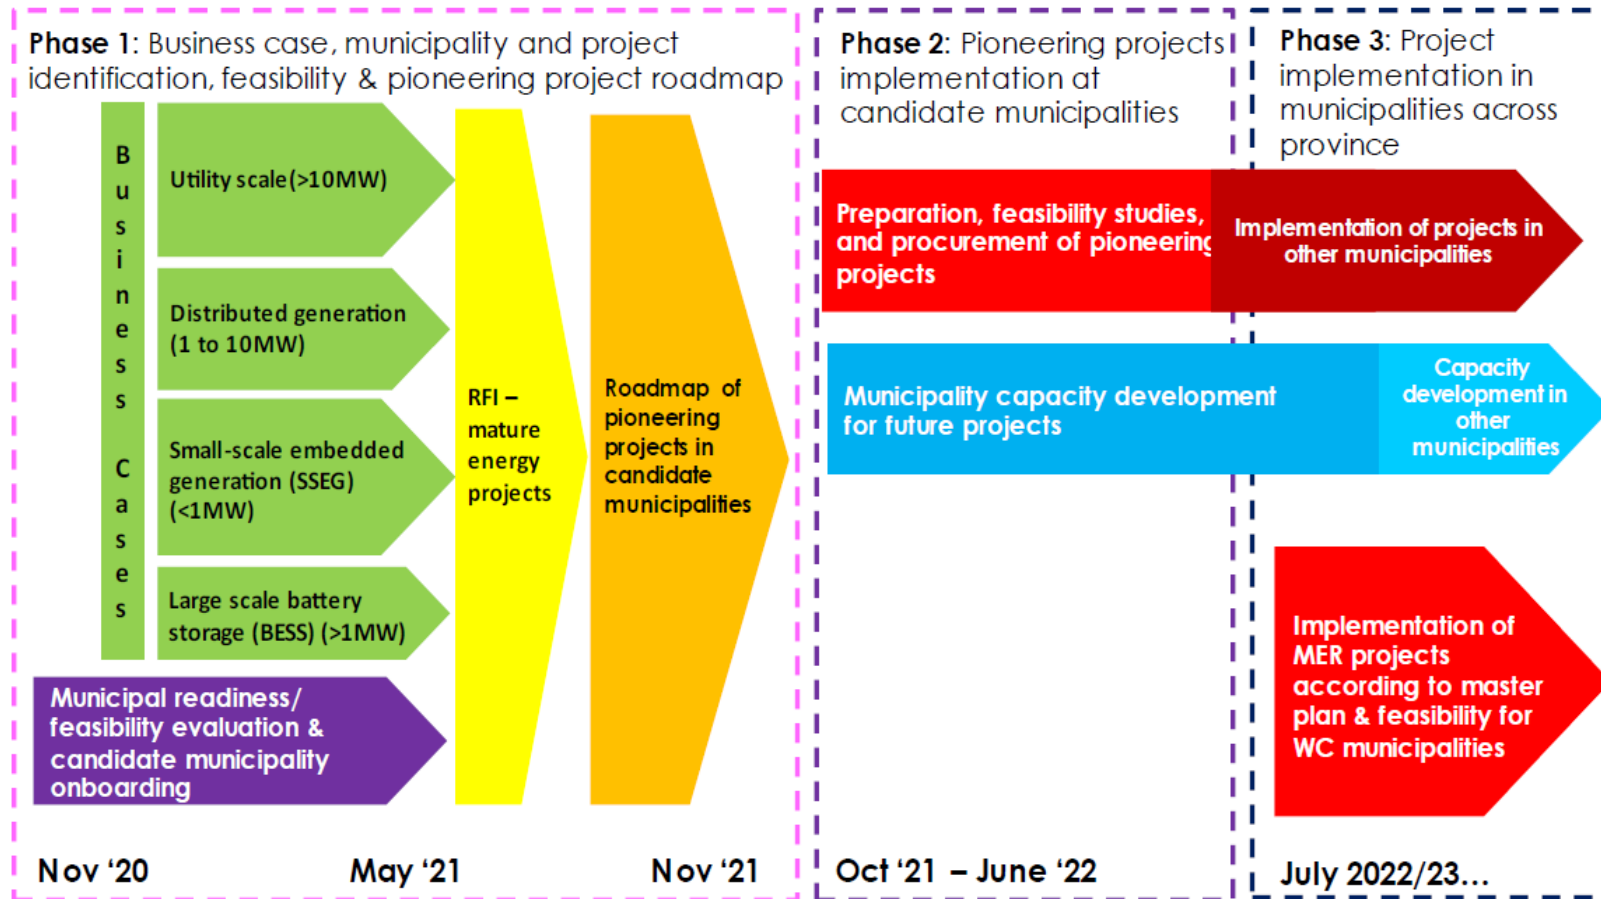 Phase 1: Business case, municipality and project
identification, feasibility & pioneering project roadmap
Business Cases
Utility scale(>10MW)
Distributed generation
(1 to 10MW)
Small-scale embedded
generation (SSEG)
(<1MW)
Large scale battery
storage (BESS) (>1MW)
Municipal readiness/
feasibility evaluation &
candidate municipality
onboarding
RFI –
mature
energy
projects
Roadmap of
pioneering
projects in
candidate
municipalities
Nov ‘20
May ‘21
Nov ‘21
Phase 2: Pioneering projects
implementation at
candidate municipalities
Preparation, feasibility studies,
and procurement of pioneering
projects
Municipality capacity development
for future projects
Oct ‘21 – June ‘22
Phase 3: Project
implementation in
municipalities across
province
Implementation of projects in
other municipalities
Capacity
development in
other
municipalities
Implementation of
MER projects
according to master
plan & feasibility for
WC municipalities
July 2022/23...